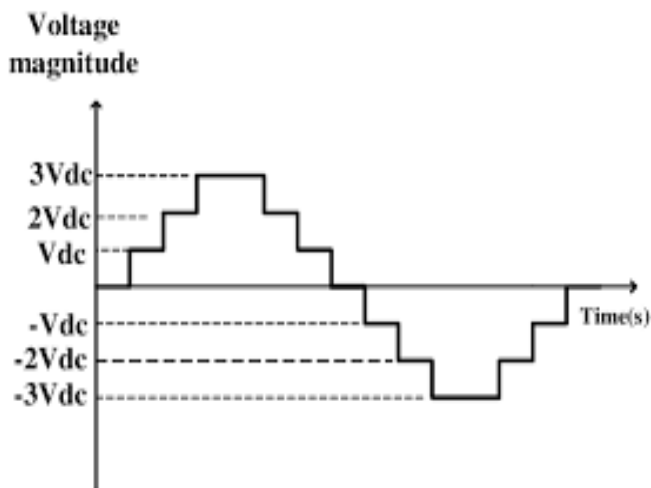 Voltage
magnitude
3Vdc
2Vdc
Vdc
-Vdc
Time(s)
-2Vdc
-3Vdc